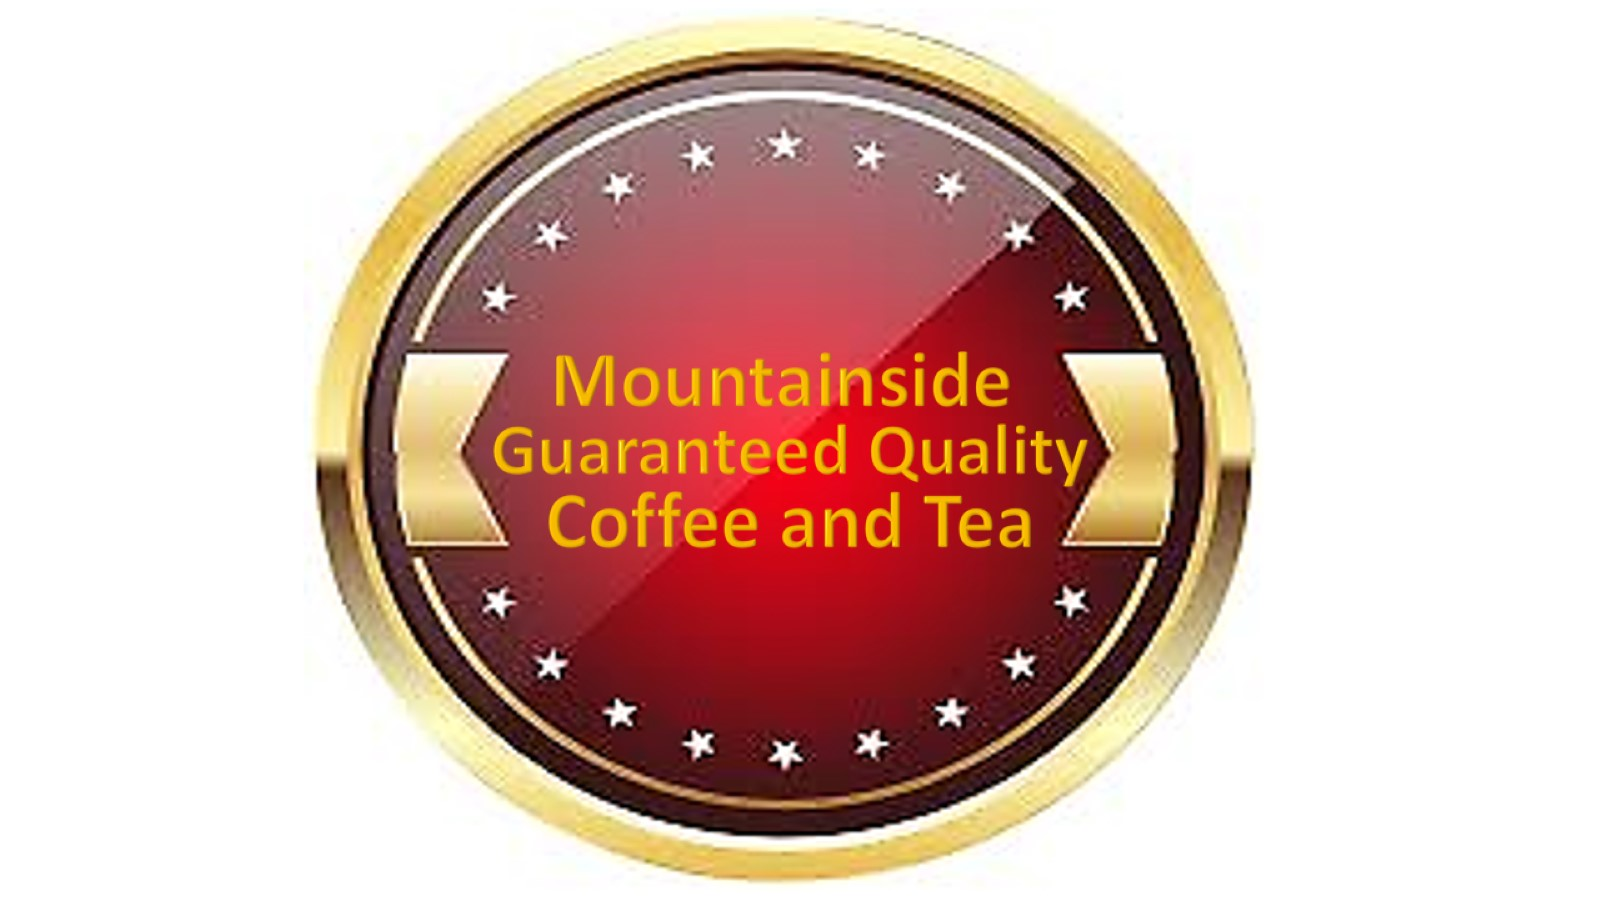 Mountainside
Guaranteed Quality
Coffee and Tea